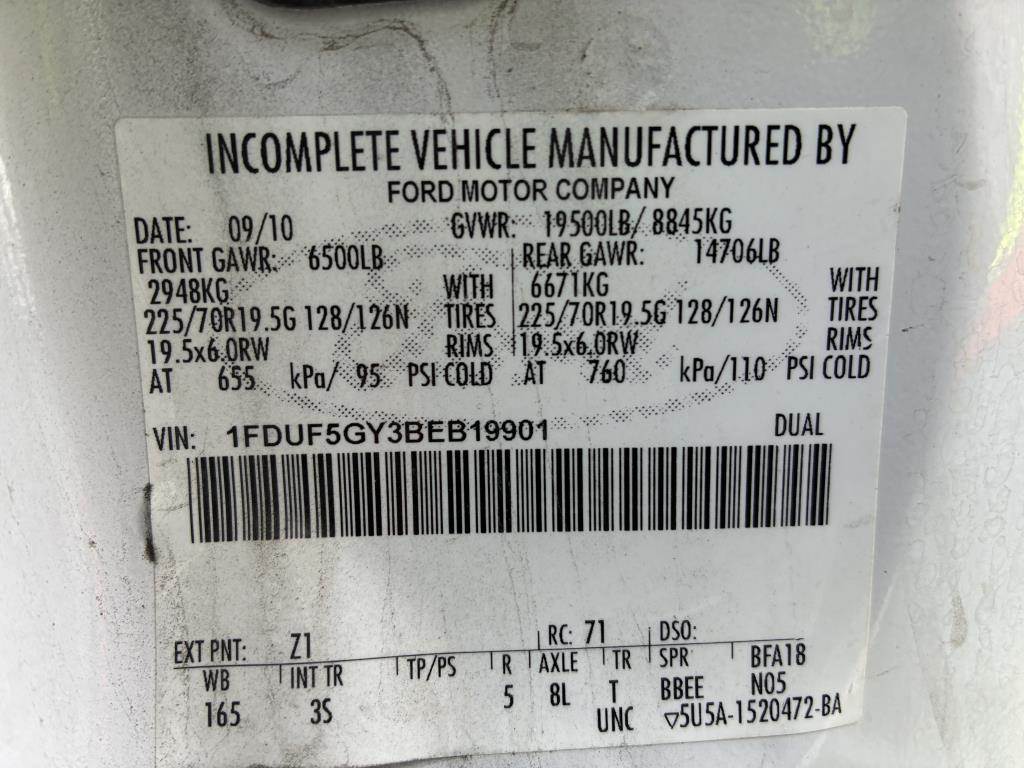 INCOMPLETE VEHICLE MANUFACTURED BY
FORD MOTOR COMPANY
DATE: 09/10 GVWR: 19500LB/ 8845KG
FRONT GAWR: 6500LB REAR GAWR: 14706LB
2948KG WITH 6671KG WITH
225/70R19.5G 128/126N TIRES 225/70R19.5G 128/126N TIRES
19.5x6.0RW RIMS 19.5x6.0RW RIMS
AT 655 kPa/ 95 PSI COLD AT 760 kPa/110 PSI COLD
VIN: 1FDUF5GY3BEB19901 DUAL
EXT PNT: Z1 RC: 71 DSO:
WB INT TR TP/PS R AXLE TR SPR BFA18
165 3S 5 8L T BBEE N05
UNC ▽5U5A-1520472-BA